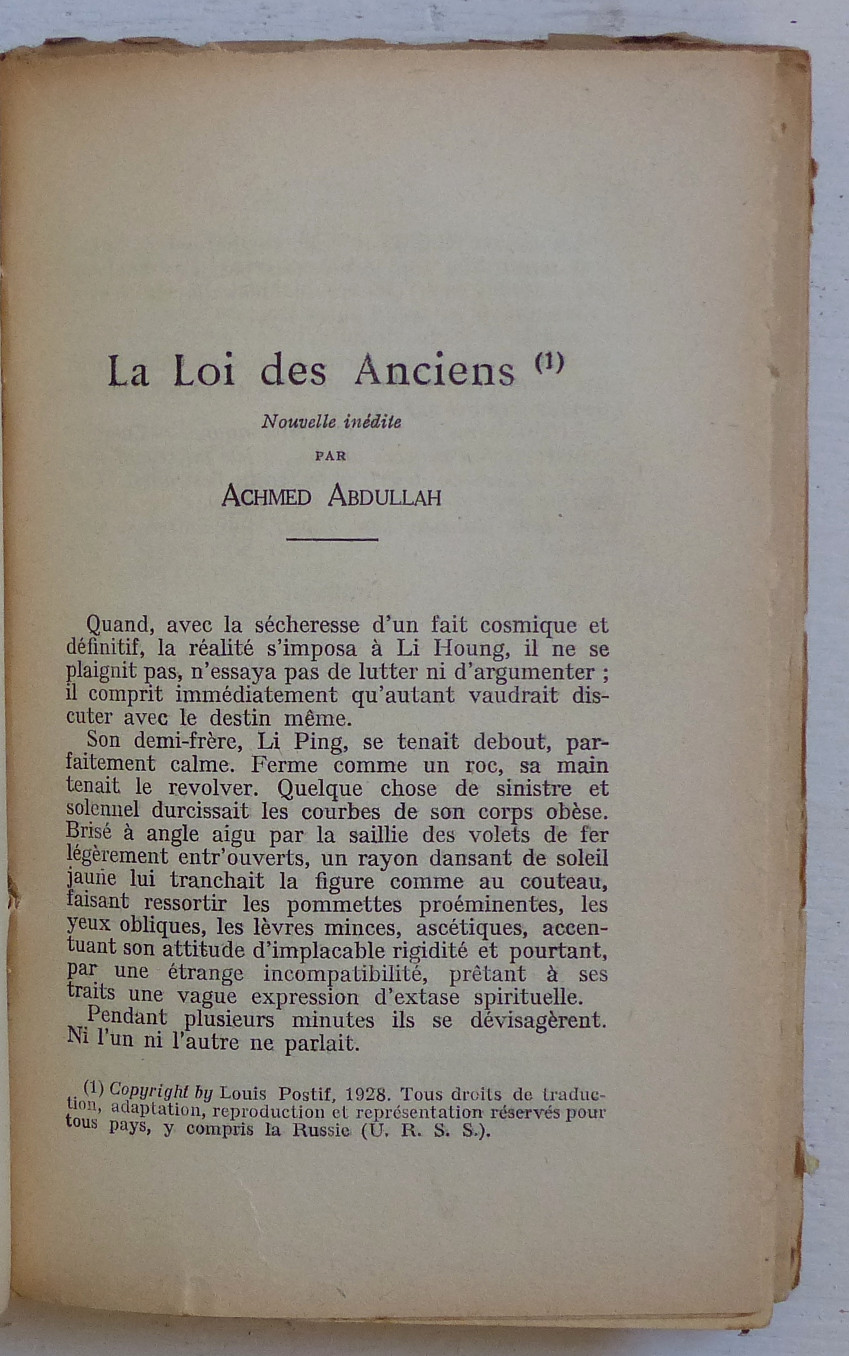 La Loi des Anciens (1)
Nouvelle inédite
PAR
ACHMED ABDULLAH
Quand, avec la sécheresse d'un fait cosmique et
définitif, la réalité s'imposa à Li Houng, il ne se
plaignit pas, n'essaya pas de lutter ni d'argumenter ;
il comprit immédiatement qu'autant vaudrait dis-
cuter avec le destin même.
Son demi-frère, Li Ping, se tenait debout, par-
faitement calme. Ferme comme un roc, sa main
tenait le revolver. Quelque chose de sinistre et
solennel durcissait les courbes de son corps obèse.
Brisé à angle aigu par la saillie des volets de fer
légèrement entr'ouverts, un rayon dansant de soleil
jaune lui tranchait la figure comme au couteau,
faisant ressortir les pommettes proéminentes, les
yeux obliques, les lèvres minces, ascétiques, accen-
tuant son attitude d'implacable rigidité et pourtant,
par une étrange incompatibilité, prêtant à ses
traits une vague expression d'extase spirituelle.
Pendant plusieurs minutes ils se dévisagèrent.
Ni l'un ni l'autre ne parlait.
(1) Copyright by Louis Postif, 1928. Tous droits de traduc-
tion, adaptation, reproduction et représentation réservés pour
tous pays, y compris la Russie (U. R. S. S.).